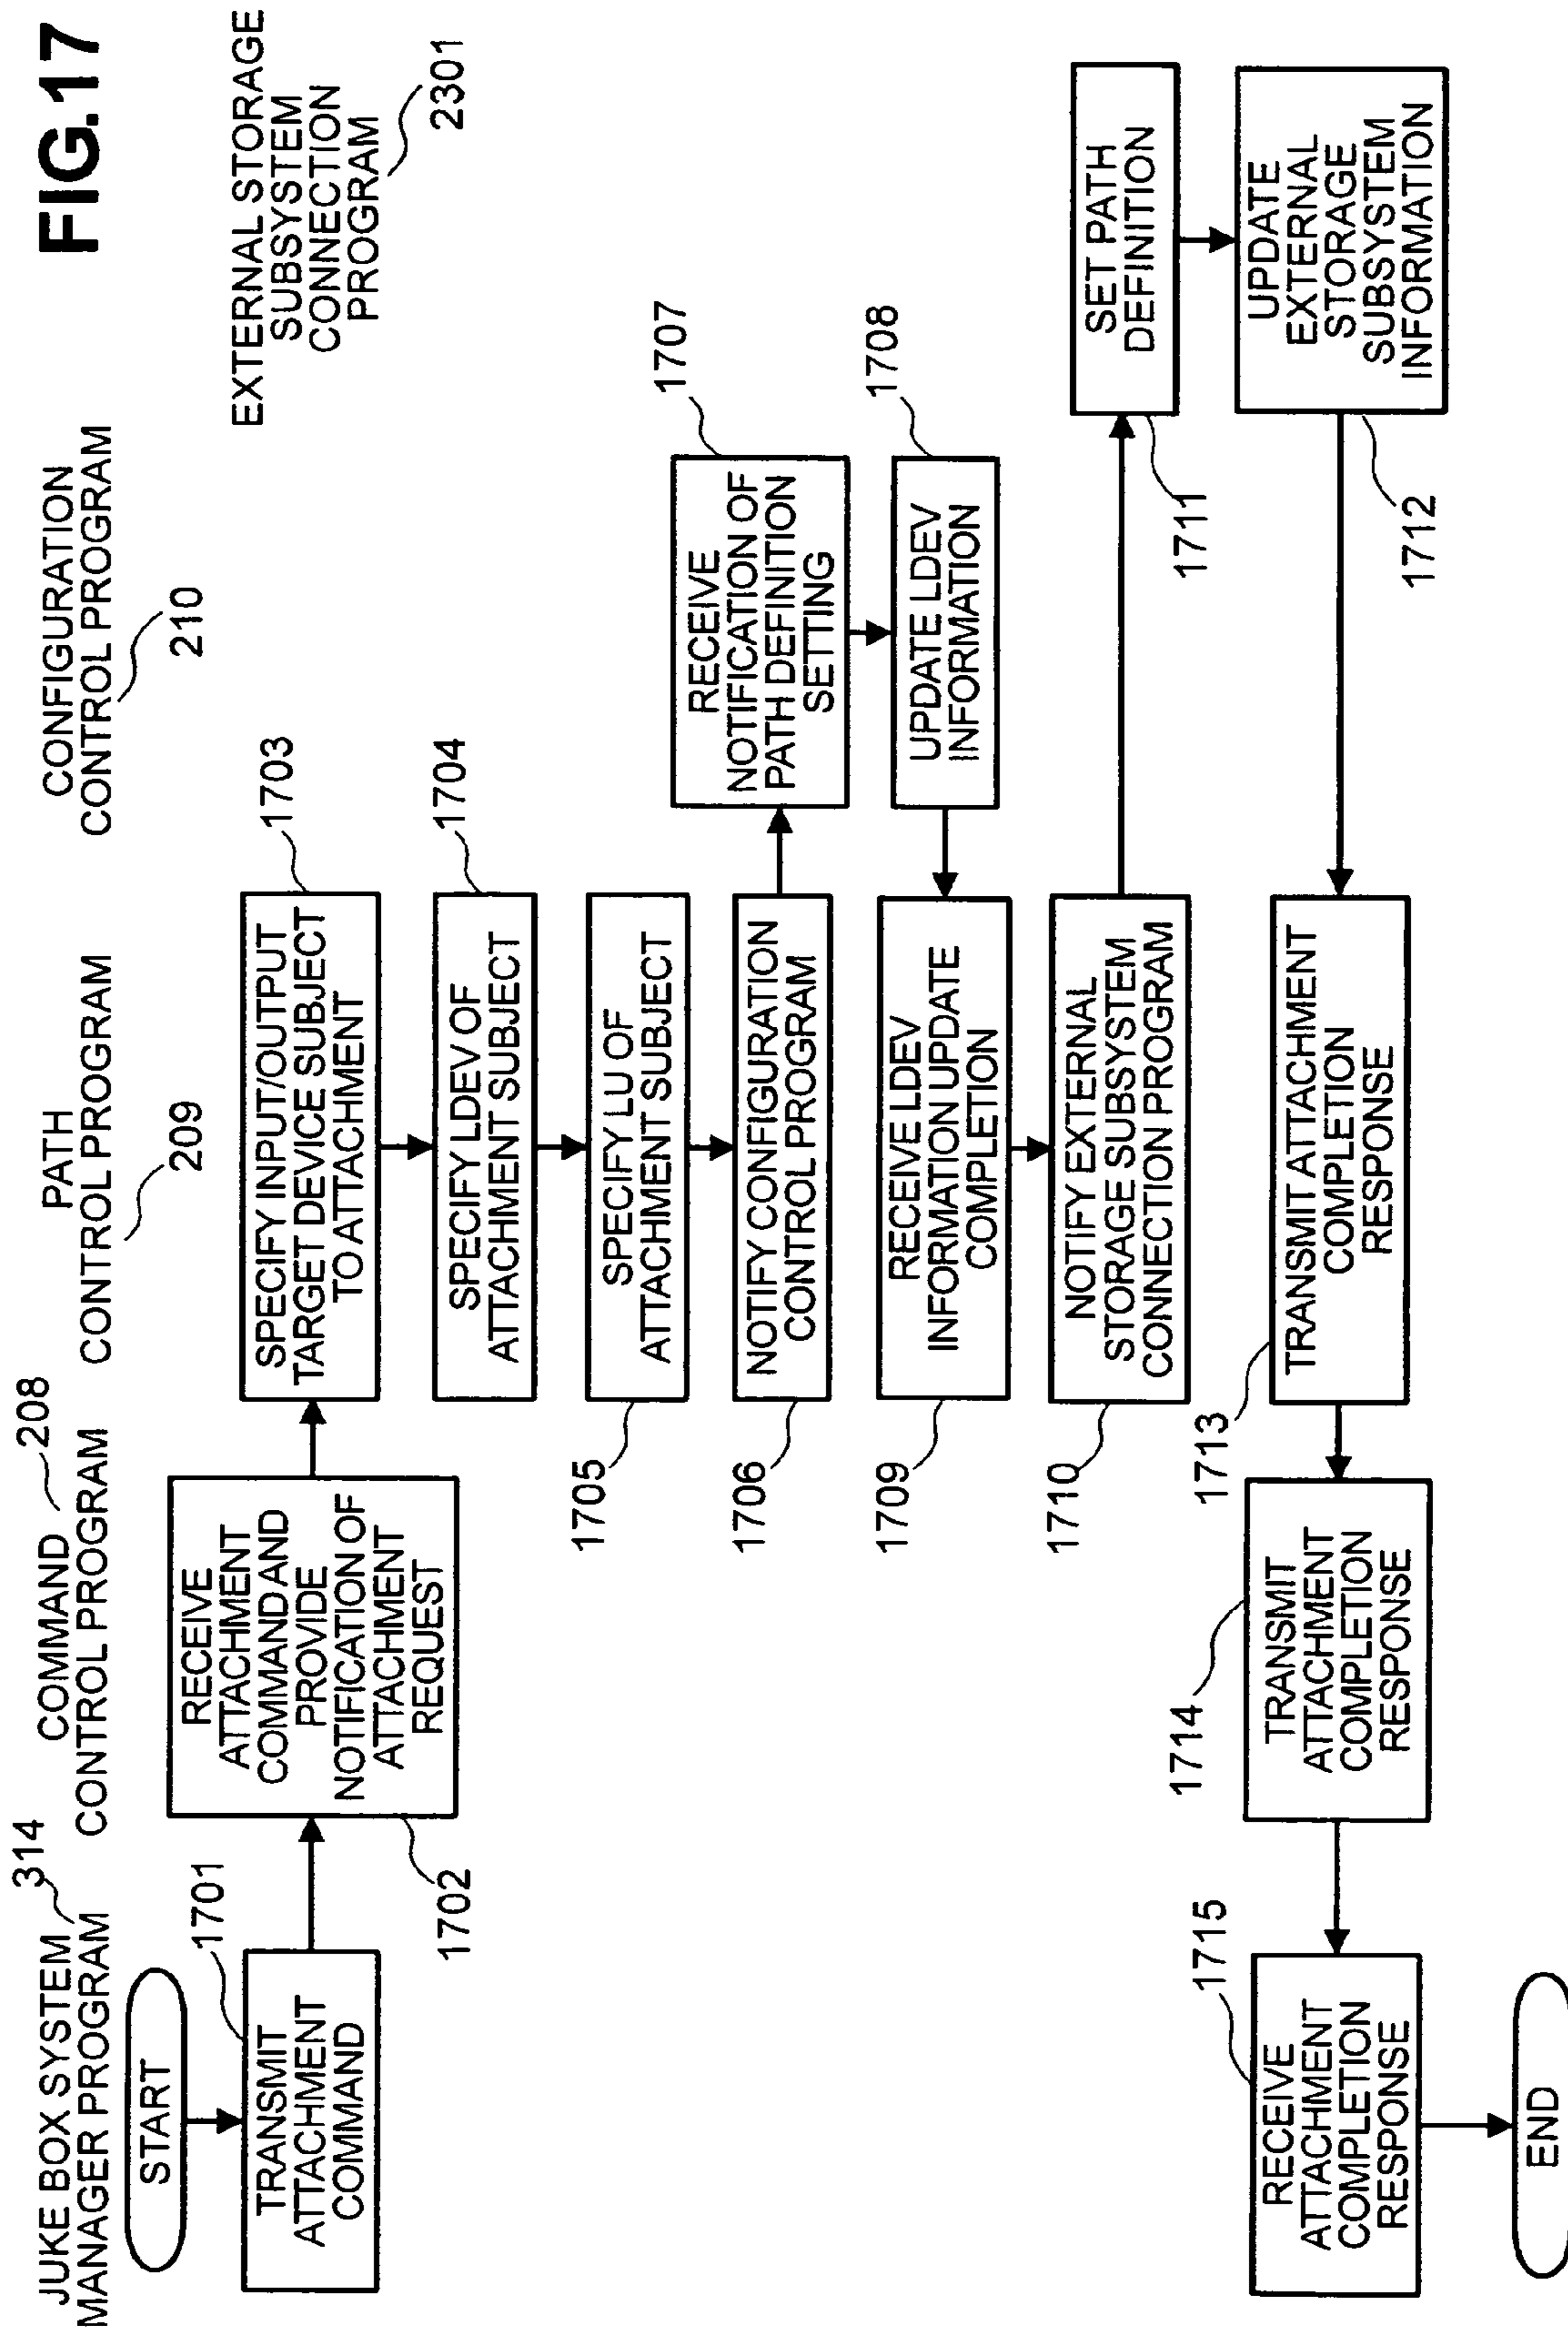 FIG.17
JUKE BOX SYSTEM
MANAGER PROGRAM
314
COMMAND
CONTROL PROGRAM
208
PATH
CONTROL PROGRAM
209
CONFIGURATION
CONTROL PROGRAM
210
EXTERNAL STORAGE
SUBSYSTEM
CONNECTION
PROGRAM
2301
START
1701
TRANSMIT
ATTACHMENT
COMMAND
1702
RECEIVE
ATTACHMENT
COMMAND AND
PROVIDE
NOTIFICATION OF
ATTACHMENT
REQUEST
1703
SPECIFY INPUT/OUTPUT
TARGET DEVICE SUBJECT
TO ATTACHMENT
1704
SPECIFY LDEV OF
ATTACHMENT SUBJECT
1705
SPECIFY LU OF
ATTACHMENT SUBJECT
1706
NOTIFY CONFIGURATION
CONTROL PROGRAM
1707
RECEIVE
NOTIFICATION OF
PATH DEFINITION
SETTING
1708
UPDATE LDEV
INFORMATION
1709
RECEIVE LDEV
INFORMATION UPDATE
COMPLETION
1710
NOTIFY EXTERNAL
STORAGE SUBSYSTEM
CONNECTION PROGRAM
1711
SET PATH
DEFINITION
1712
UPDATE
EXTERNAL
STORAGE
SUBSYSTEM
INFORMATION
1713
TRANSMIT ATTACHMENT
COMPLETION
RESPONSE
1714
TRANSMIT
ATTACHMENT
COMPLETION
RESPONSE
1715
RECEIVE
ATTACHMENT
COMPLETION
RESPONSE
END